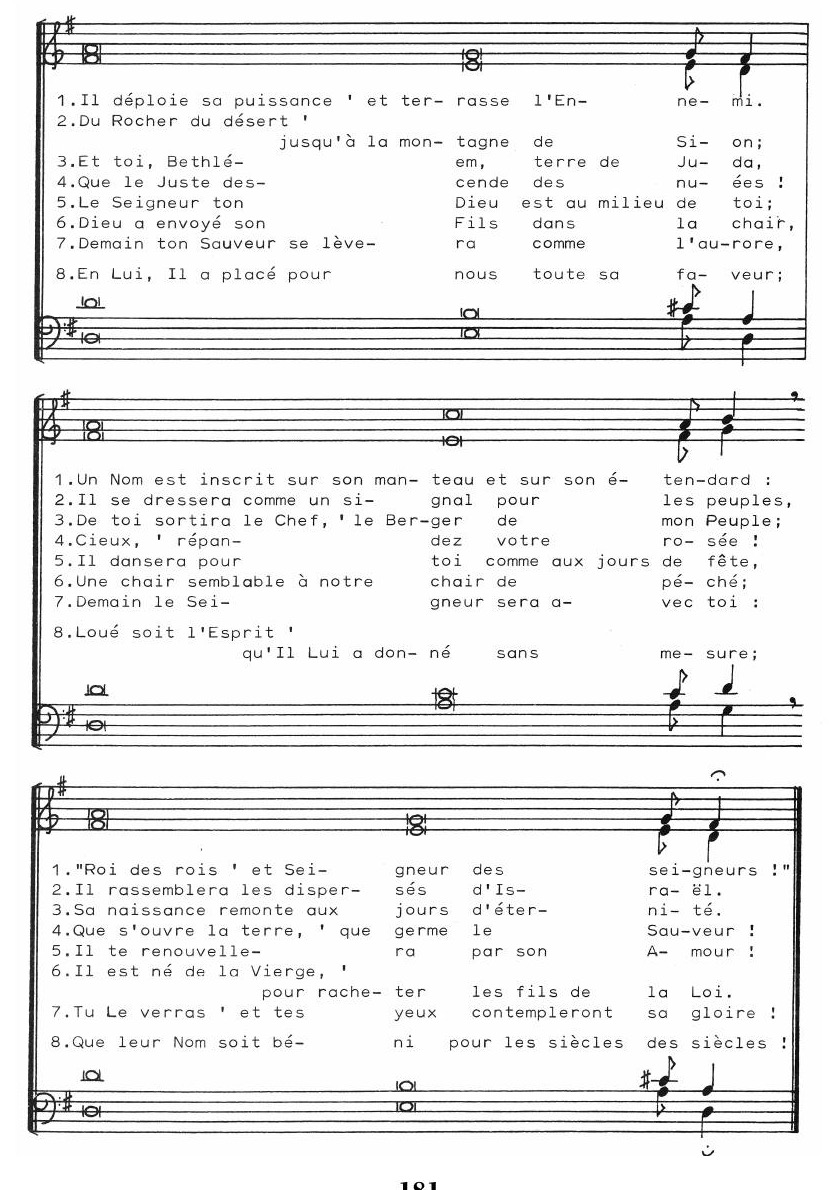 1.Il déploie sa puissance ' et ter- rasse l'En- ne- mi.
2.Du Rocher du désert '
jusqu'à la mon- tagne de Si- on;
3.Et toi, Bethlé- em, terre de Ju- da,
4.Que le Juste des- cende des nu- ées !
5.Le Seigneur ton Dieu est au milieu de toi;
6.Dieu a envoyé son Fils dans la chair,
7.Demain ton Sauveur se lève- ra comme l'au-rore,
8.En Lui, Il a placé pour nous toute sa fa- veur;
1.Un Nom est inscrit sur son man- teau et sur son é- ten-dard :
2.Il se dressera comme un si- gnal pour les peuples,
3.De toi sortira le Chef, ' le Ber-ger de mon Peuple;
4.Cieux, ' répan- dez votre ro- sée !
5.Il dansera pour toi comme aux jours de fête,
6.Une chair semblable à notre chair de pé- ché;
7.Demain le Sei- gneur sera a- vec toi :
8.Loué soit l'Esprit '
qu'Il Lui a don- né sans me- sure;
1."Roi des rois ' et Sei- gneur des sei-gneurs !"
2.Il rassemblera les disper- sés d'Is- ra- ël.
3.Sa naissance remonte aux jours d'éter- ni- té.
4.Que s'ouvre la terre, ' que germe le Sau-veur !
5.Il te renouvelle- ra par son A- mour !
6.Il est né de la Vierge, '
pour rache- ter les fils de la Loi.
7.Tu Le verras ' et tes yeux contempleront sa gloire !
8.Que leur Nom soit bé- ni pour les siècles des siècles !
181